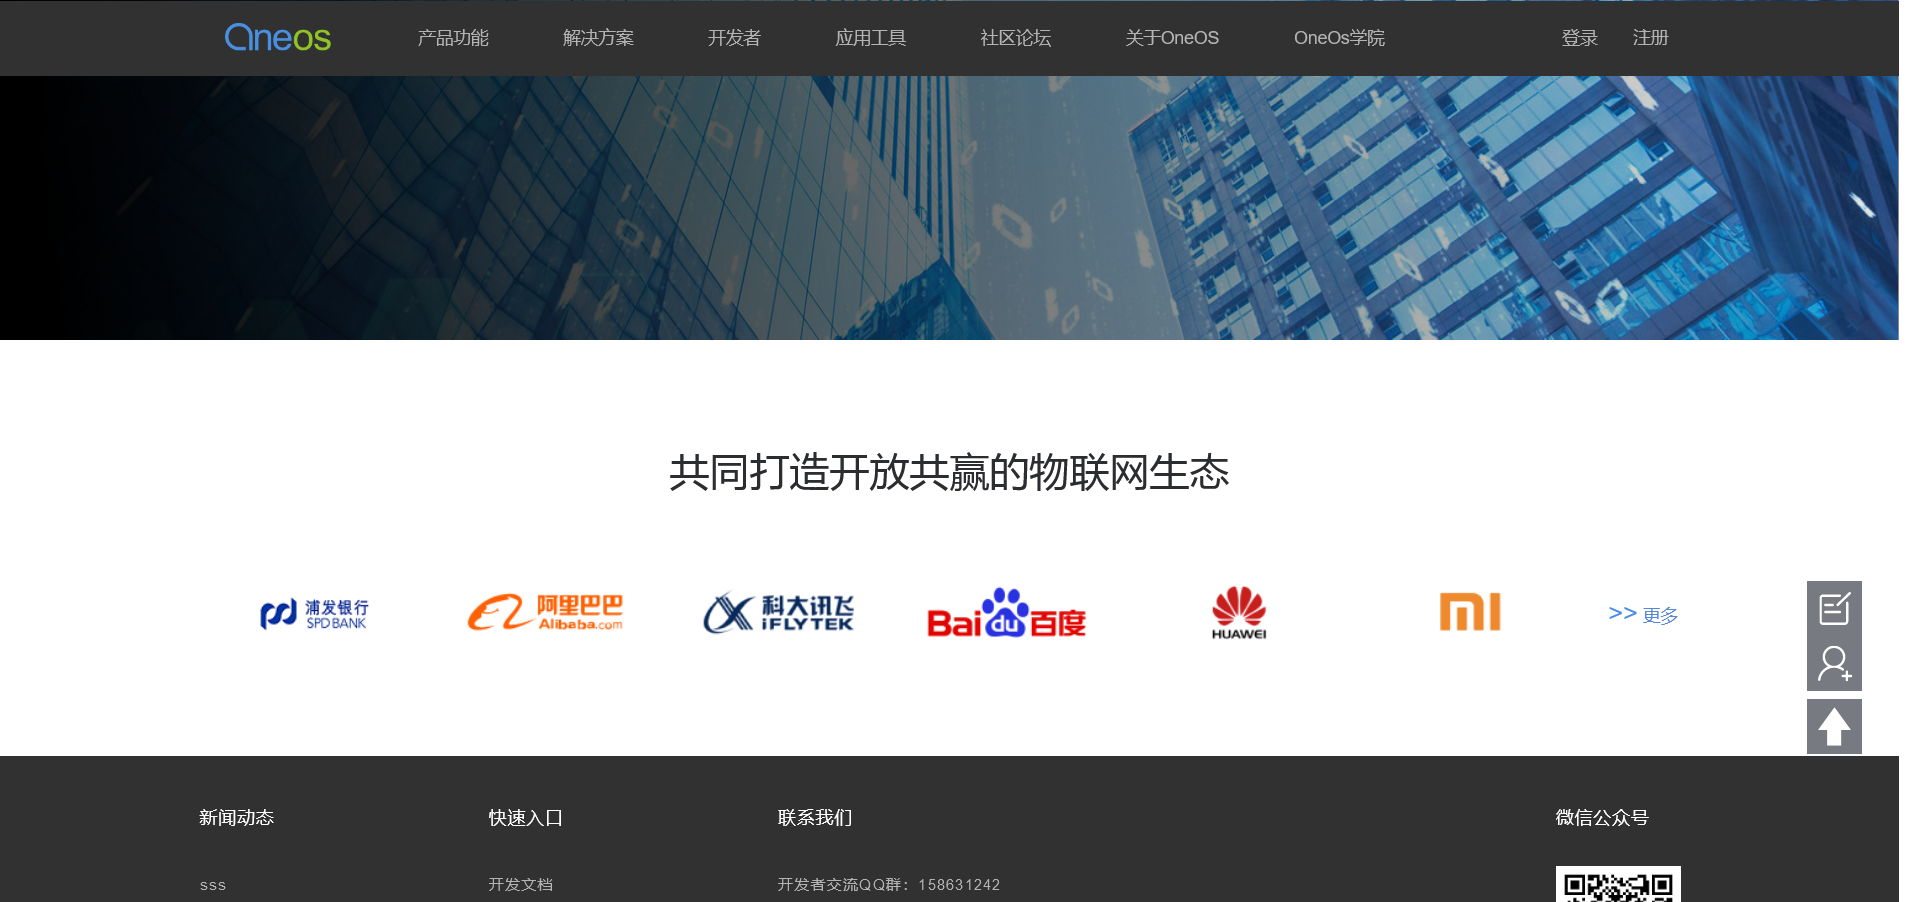 Oneos 产品功能 解决方案 开发者 应用工具 社区论坛 关于OneOS OneOs学院 登录 注册
共同打造开放共赢的物联网生态
浦发银行 阿里巴巴 科大讯飞 Bai du 百度 HUAWEI MI >> 更多
SPD BANK Alibaba.com iFLYTEK
新闻动态 快速入口 联系我们 微信公众号
sss 开发文档 开发者交流QQ群：158631242